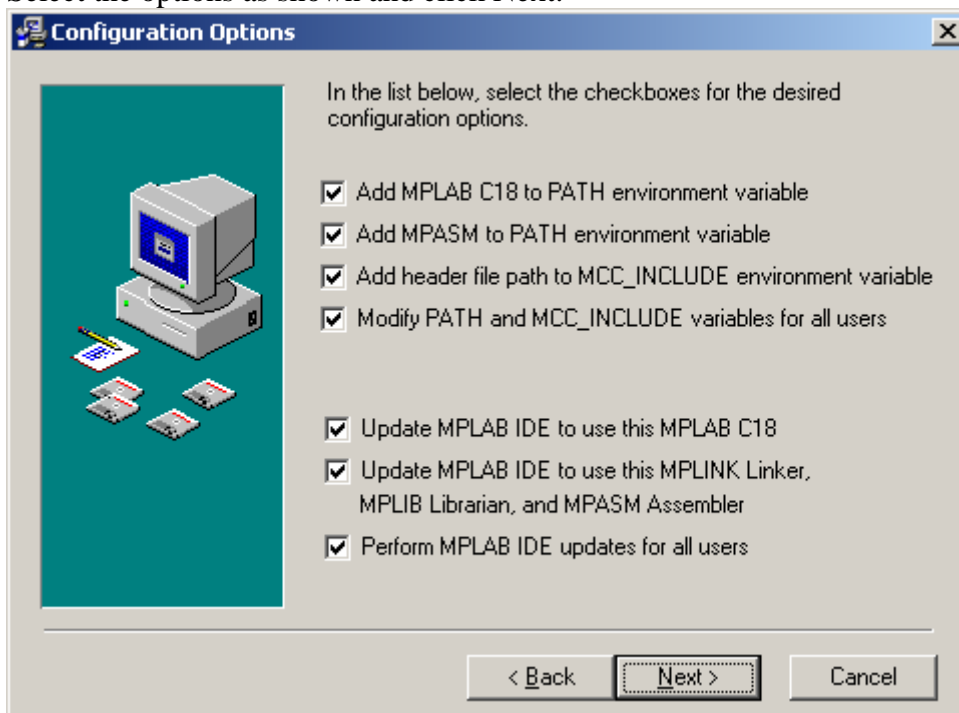 Select the options as shown and click Next.
Configuration Options
In the list below, select the checkboxes for the desired
configuration options.
Add MPLAB C18 to PATH environment variable
Add MPASM to PATH environment variable
Add header file path to MCC_INCLUDE environment variable
Modify PATH and MCC_INCLUDE variables for all users
Update MPLAB IDE to use this MPLAB C18
Update MPLAB IDE to use this MPLINK Linker,
MPLIB Librarian, and MPASM Assembler
Perform MPLAB IDE updates for all users
< Back Next > Cancel